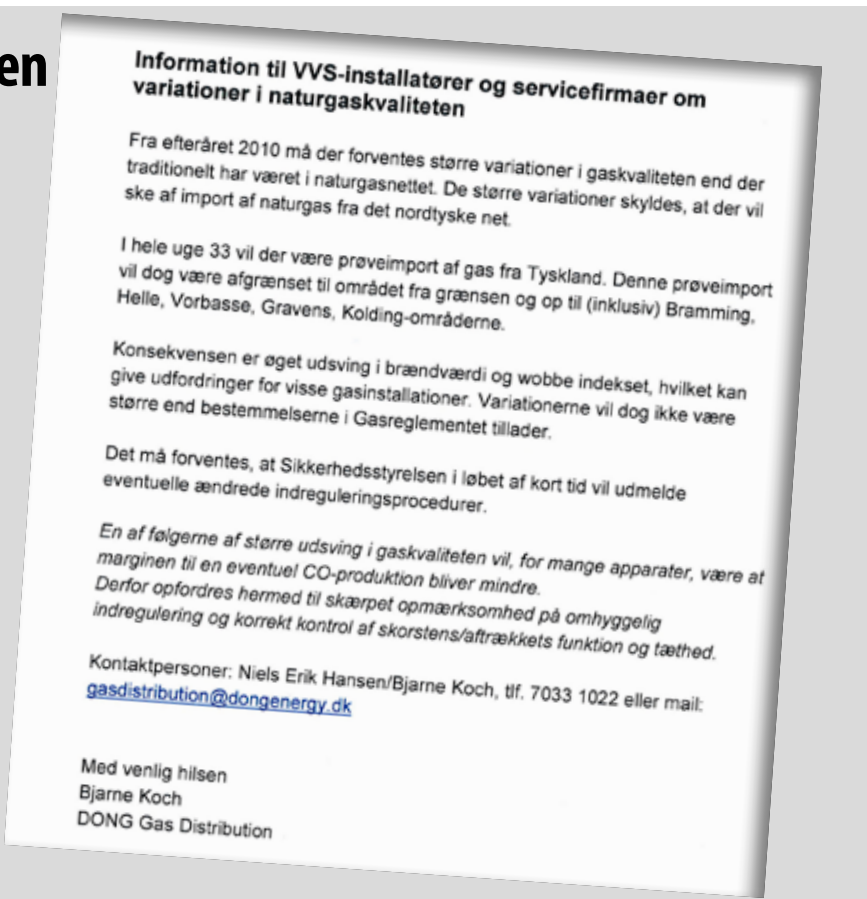 en
Information til VVS-installatører og servicefirmaer om
variationer i naturgaskvaliteten
Fra efteråret 2010 må der forventes større variationer i gaskvaliteten end der
traditionelt har været i naturgasnettet. De større variationer skyldes, at der vil
ske af import af naturgas fra det nordtyske net.
I hele uge 33 vil der være prøveimport af gas fra Tyskland. Denne prøveimport
vil dog være afgrænset til området fra grænsen og op til (inklusiv) Bramming,
Helle, Vorbasse, Gravens, Kolding-områderne.
Konsekvensen er øget udsving i brændværdi og wobbe indekset, hvilket kan
give udfordringer for visse gasinstallationer. Variationerne vil dog ikke være
større end bestemmelserne i Gasreglementet tillader.
Det må forventes, at Sikkerhedsstyrelsen i løbet af kort tid vil udmelde
eventuelle ændrede indreguleringsprocedurer.
En af følgerne af større udsving i gaskvaliteten vil, for mange apparater, være at
marginen til en eventuel CO-produktion bliver mindre.
Derfor opfordres hermed til skærpet opmærksomhed på omhyggelig
indregulering og korrekt kontrol af skorstens/aftrækkets funktion og tæthed.
Kontaktpersoner: Niels Erik Hansen/Bjarne Koch, tlf. 7033 1022 eller mail:
gasdistribution@dongenergy.dk
Med venlig hilsen
Bjarne Koch
DONG Gas Distribution